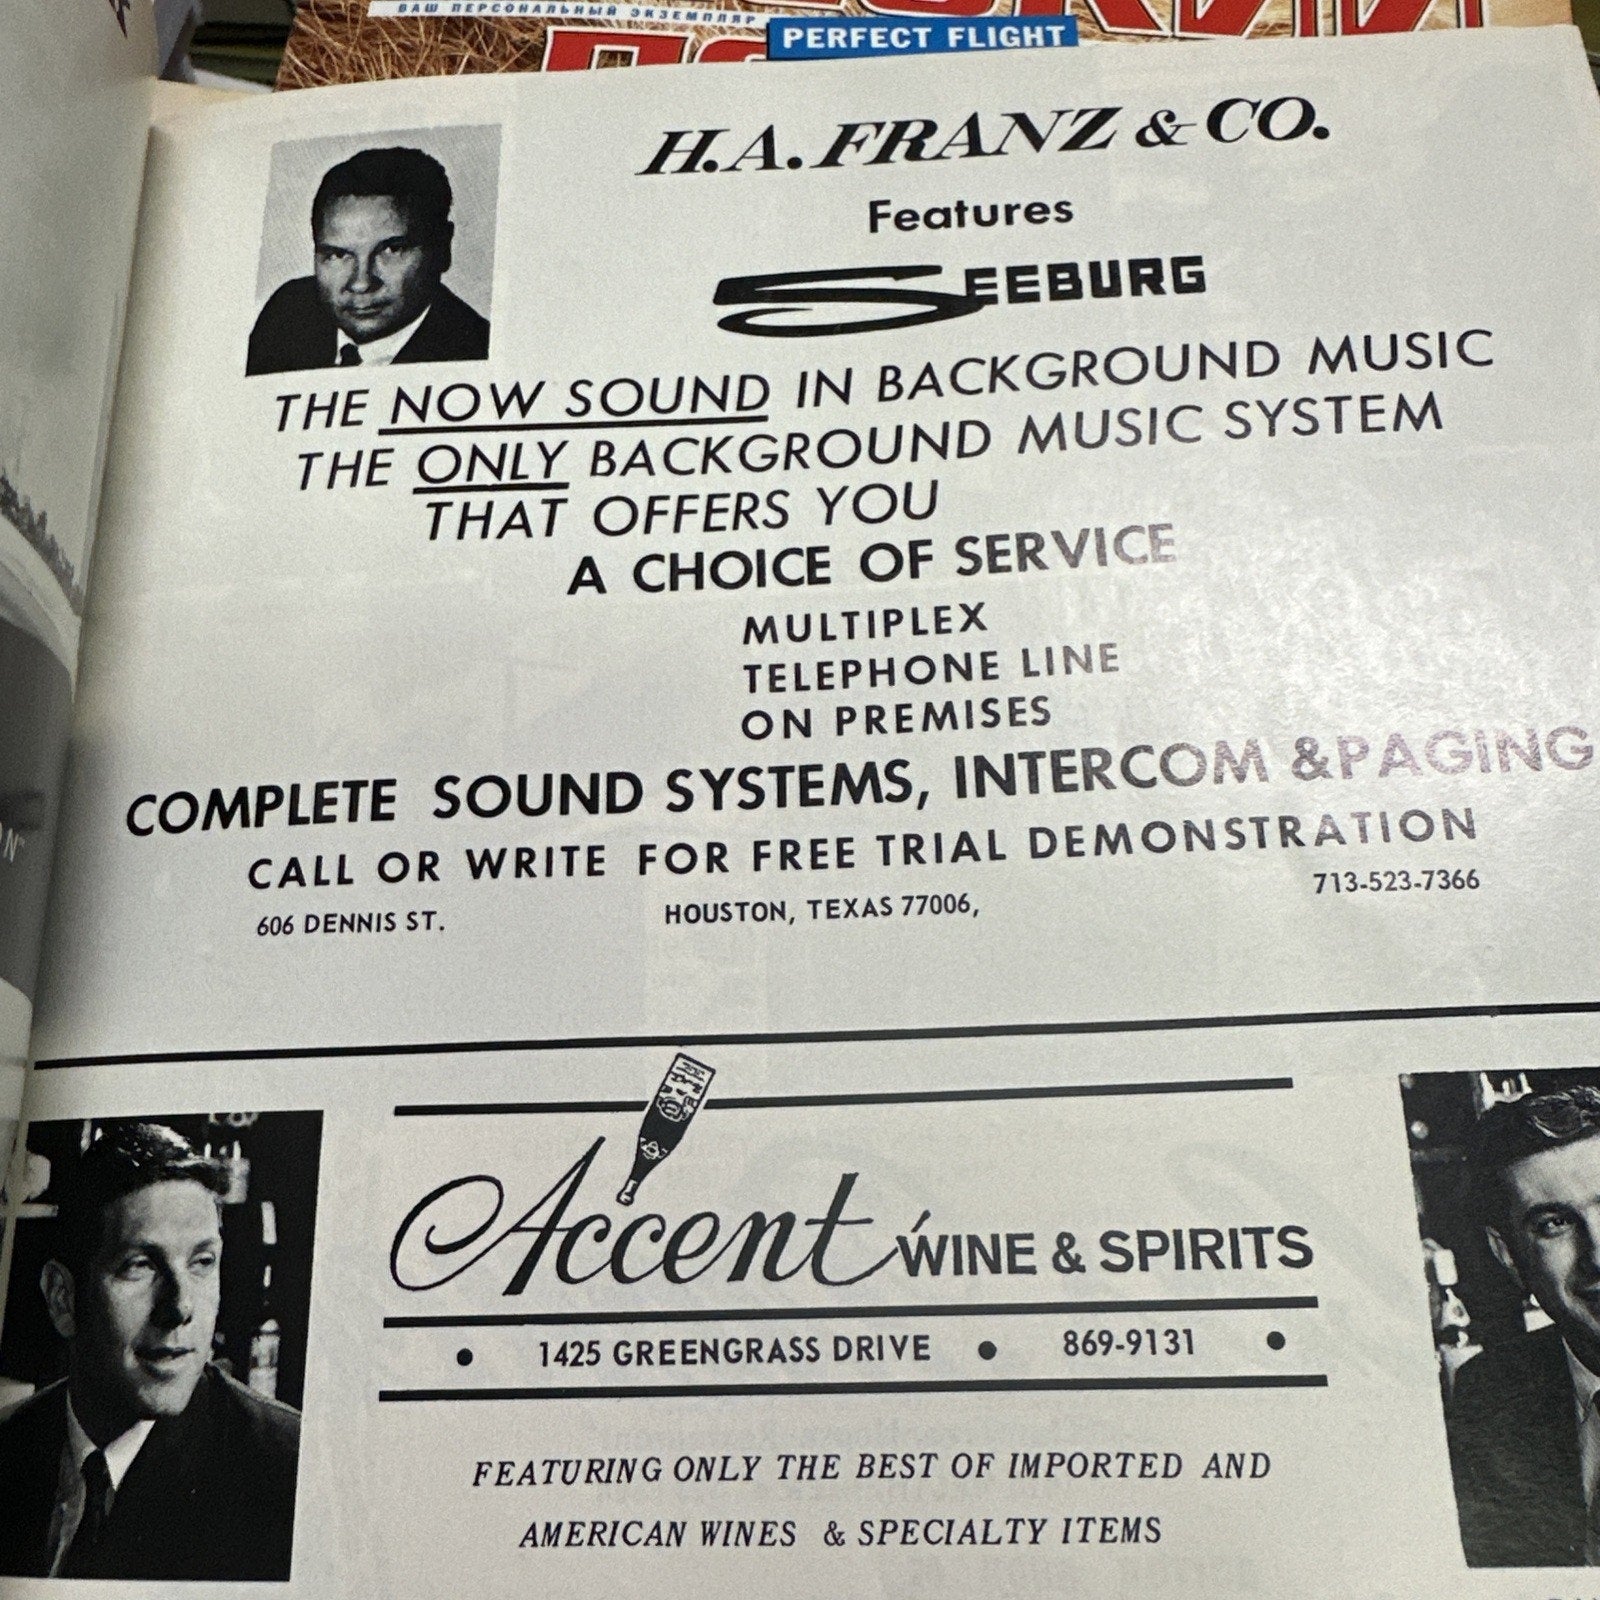 ВАШ ПЕРСОНАЛЬНЫЙ ЭКЗЕМПЛЯР
PERFECT FLIGHT
H.A. FRANZ & CO.
Features
SEEBURG
THE NOW SOUND IN BACKGROUND MUSIC
THE ONLY BACKGROUND MUSIC SYSTEM
THAT OFFERS YOU
A CHOICE OF SERVICE
MULTIPLEX
TELEPHONE LINE
ON PREMISES
COMPLETE SOUND SYSTEMS, INTERCOM &PAGING
CALL OR WRITE FOR FREE TRIAL DEMONSTRATION
606 DENNIS ST. HOUSTON, TEXAS 77006, 713-523-7366
Accent WINE & SPIRITS
• 1425 GREENGRASS DRIVE • 869-9131 •
FEATURING ONLY THE BEST OF IMPORTED AND
AMERICAN WINES & SPECIALTY ITEMS